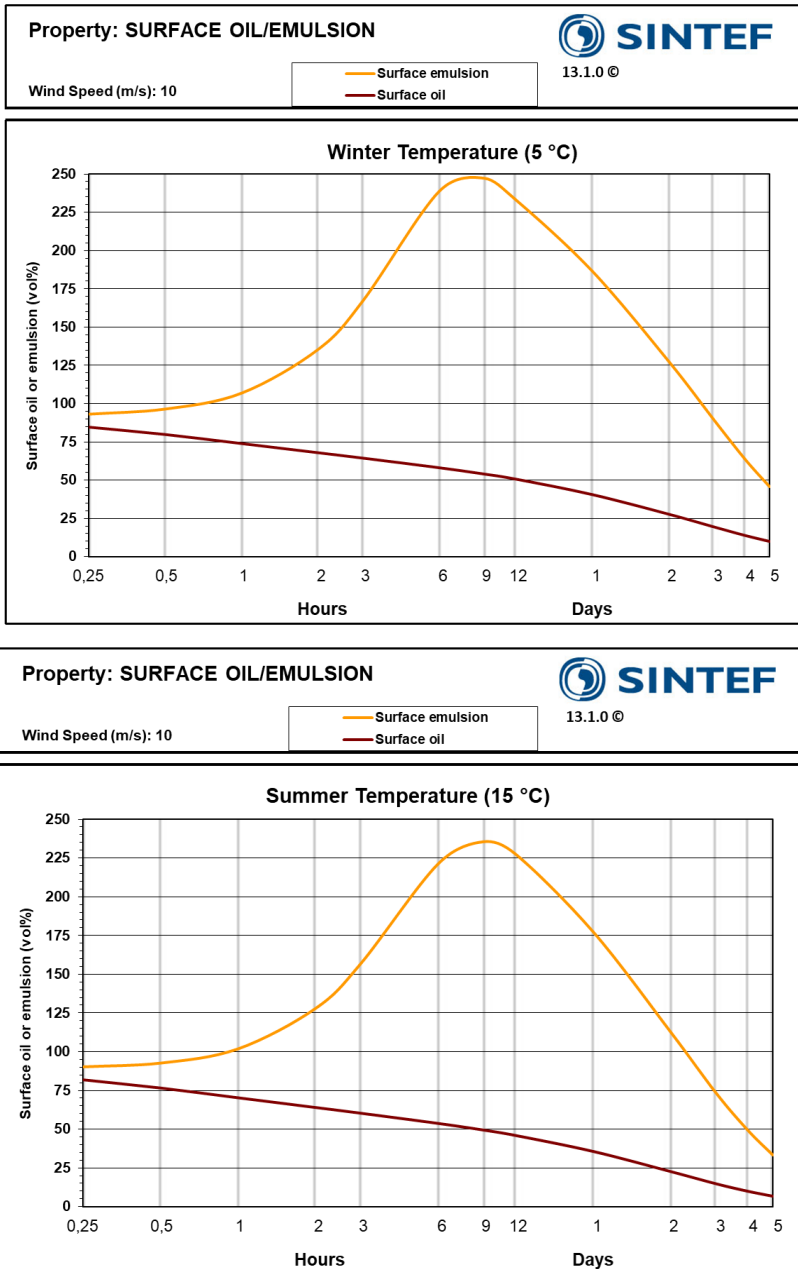 Property: SURFACE OIL/EMULSION
SINTEF
Surface emulsion
13.1.0 ©
Wind Speed (m/s): 10
Surface oil
Winter Temperature (5 °C)
Surface oil or emulsion (vol%)
250
225
200
175
150
125
100
75
50
25
0
0,25 0,5 1 2 3 6 9 12 1 2 3 4 5
Hours Days
Property: SURFACE OIL/EMULSION
SINTEF
Surface emulsion
13.1.0 ©
Wind Speed (m/s): 10
Surface oil
Summer Temperature (15 °C)
Surface oil or emulsion (vol%)
250
225
200
175
150
125
100
75
50
25
0
0,25 0,5 1 2 3 6 9 12 1 2 3 4 5
Hours Days